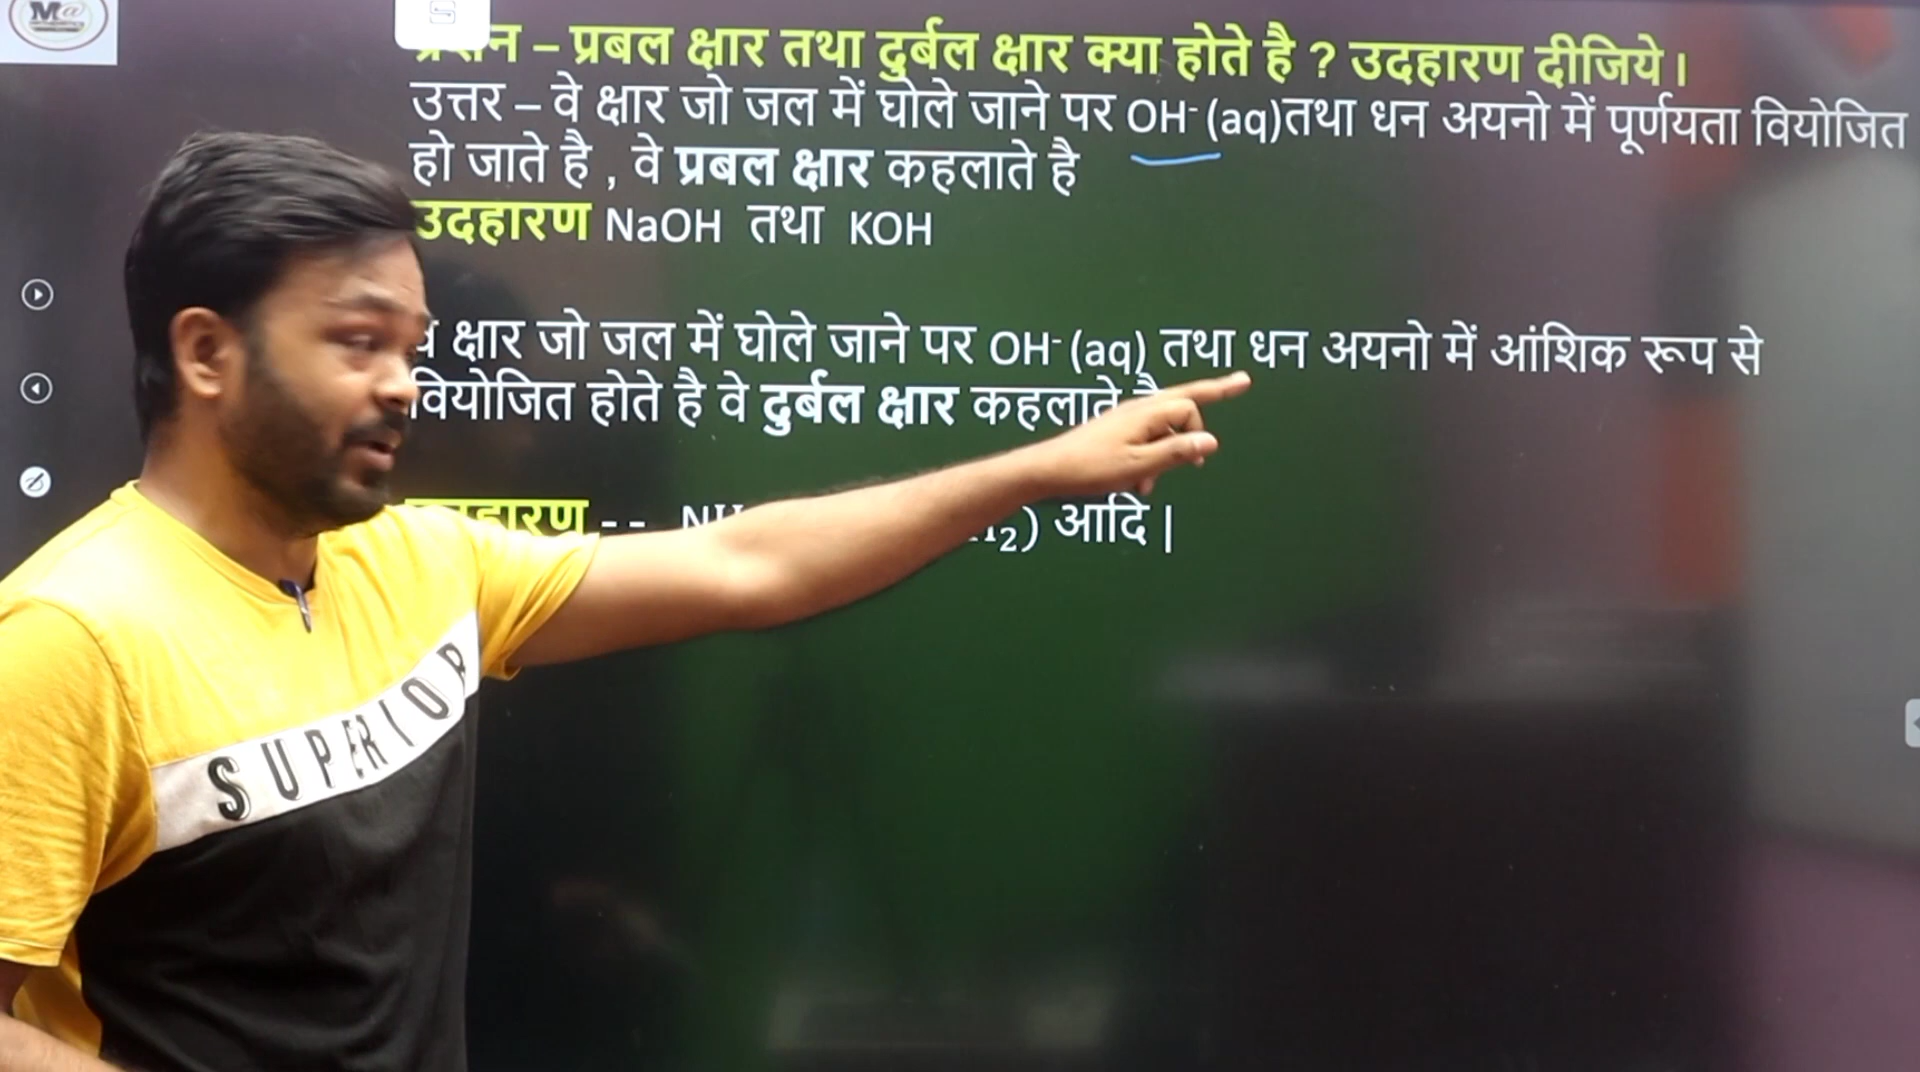 M@
– प्रबल क्षार तथा दुर्बल क्षार क्या होते है ? उदहारण दीजिये ।
उत्तर – वे क्षार जो जल में घोले जाने पर OH⁻ (aq)तथा धन अयनो में पूर्णयता वियोजित
हो जाते है , वे प्रबल क्षार कहलाते है
उदहारण NaOH तथा KOH
क्षार जो जल में घोले जाने पर OH⁻ (aq) तथा धन अयनो में आंशिक रूप से
वियोजित होते है वे दुर्बल क्षार कहलाते
- - आदि |
SUPERIOR